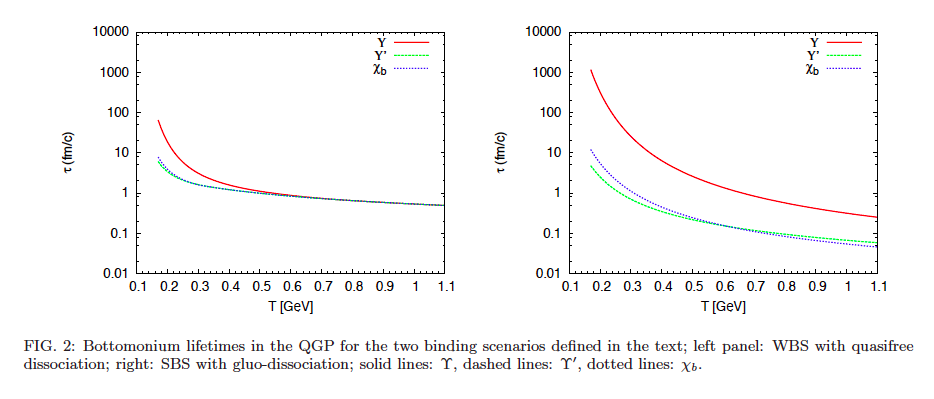 10000
1000
100
10
1
0.1
0.01
τ (fm/c)
0.1 0.2 0.3 0.4 0.5 0.6 0.7 0.8 0.9 1 1.1
T [GeV]
Υ
Υ'
χb
10000
1000
100
10
1
0.1
0.01
τ (fm/c)
0.1 0.2 0.3 0.4 0.5 0.6 0.7 0.8 0.9 1 1.1
T [GeV]
Υ
Υ'
χb
FIG. 2: Bottomonium lifetimes in the QGP for the two binding scenarios defined in the text; left panel: WBS with quasifree
dissociation; right: SBS with gluo-dissociation; solid lines: Υ, dashed lines: Υ′, dotted lines: χb.